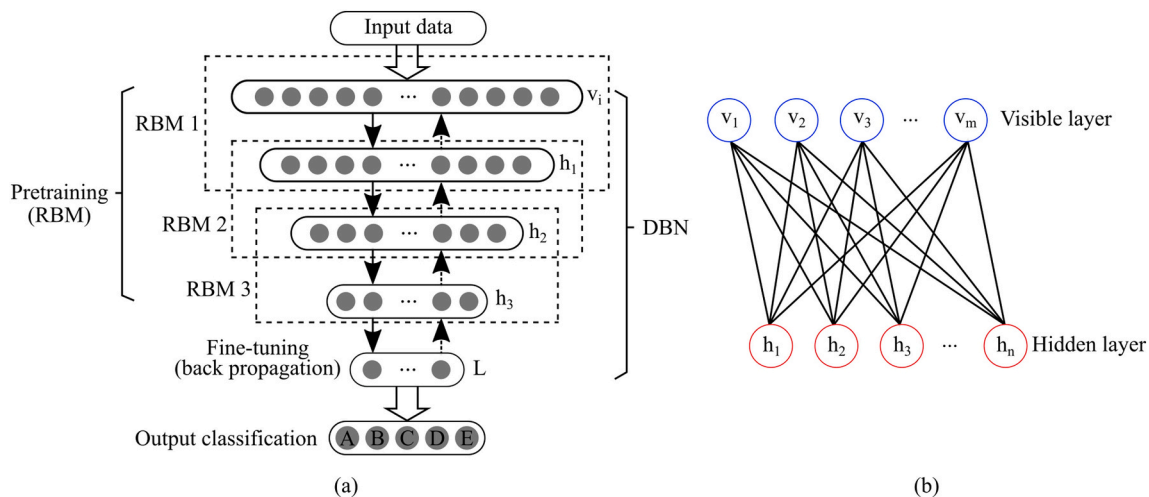 Input data
v_i
RBM 1
h_1
Pretraining
(RBM)
RBM 2
h_2
DBN
RBM 3
h_3
Fine-tuning
(back propagation)
L
Output classification
A B C D E
(a)
v_1 v_2 v_3 ... v_m Visible layer
h_1 h_2 h_3 ... h_n Hidden layer
(b)